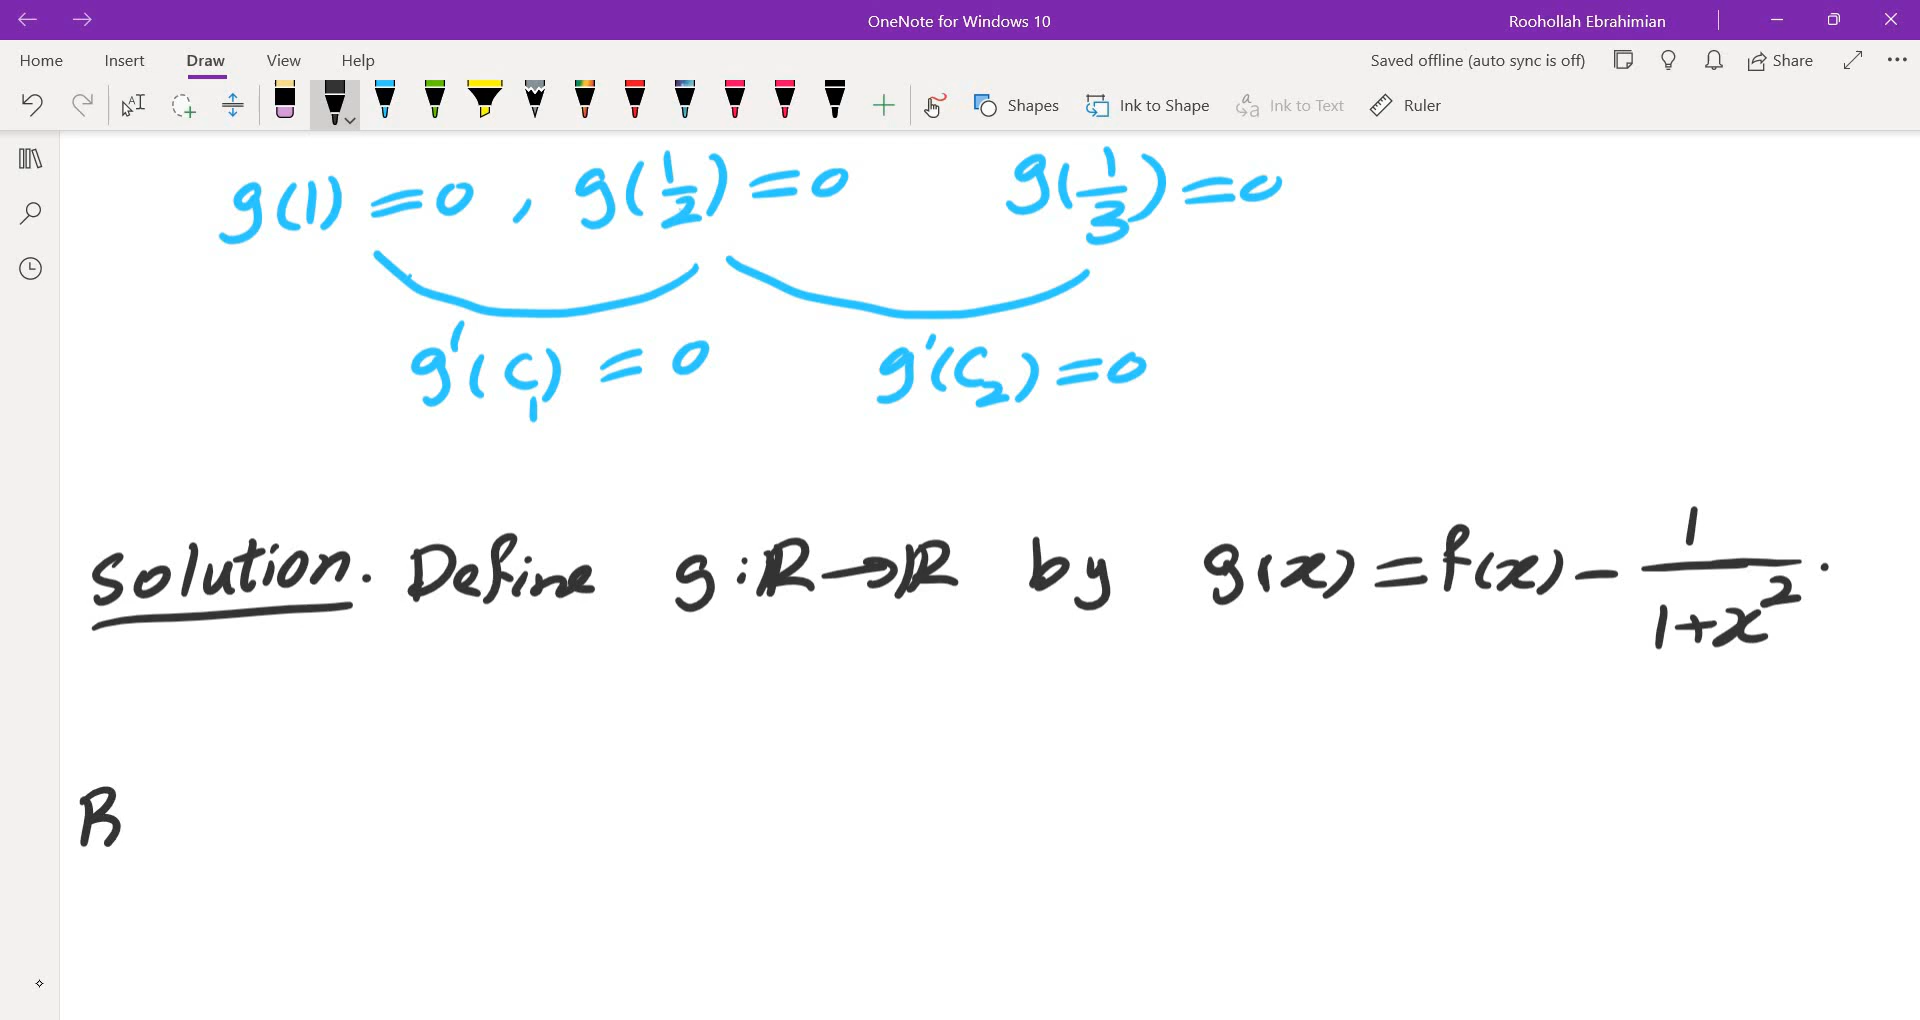 OneNote for Windows 10
Roohollah Ebrahimian
Home Insert Draw View Help
Saved offline (auto sync is off) Share
Shapes Ink to Shape Ink to Text Ruler
g(1) = 0 , g(1/2) = 0 g(1/3) = 0
g'(c₁) = 0 g'(c₂) = 0
Solution. Define g : ℝ → ℝ by g(x) = f(x) − 1/(1+x²) .
B